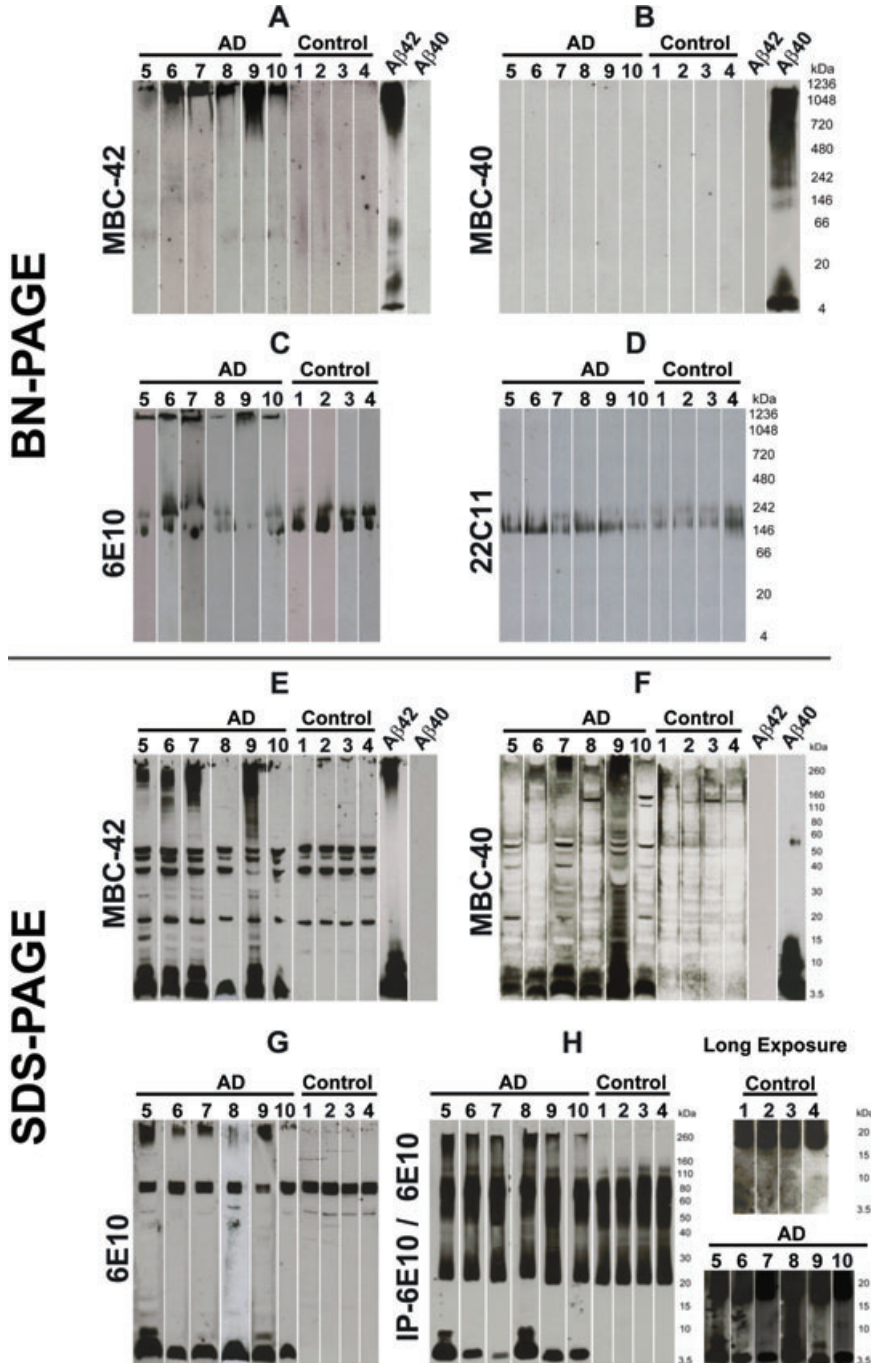 A B
AD Control Aβ42 Aβ40 AD Control Aβ42 Aβ40
5 6 7 8 9 10 1 2 3 4 5 6 7 8 9 10 1 2 3 4 kDa
MBC-42
MBC-40
1236
1048
720
480
242
146
66
20
4
BN-PAGE
C D
AD Control AD Control
5 6 7 8 9 10 1 2 3 4 5 6 7 8 9 10 1 2 3 4 kDa
6E10
22C11
1236
1048
720
480
242
146
66
20
4
E F
AD Control Aβ42 Aβ40 AD Control Aβ42 Aβ40
5 6 7 8 9 10 1 2 3 4 5 6 7 8 9 10 1 2 3 4 kDa
MBC-42
MBC-40
260
160
110
80
60
50
40
30
20
15
10
3.5
SDS-PAGE
G H Long Exposure
AD Control AD Control
5 6 7 8 9 10 1 2 3 4 5 6 7 8 9 10 1 2 3 4 kDa
6E10
IP-6E10 / 6E10
260
160
110
80
60
50
40
30
20
15
10
3.5
Control
1 2 3 4 kDa
20
15
10
3.5
AD
5 6 7 8 9 10
20
15
10
3.5